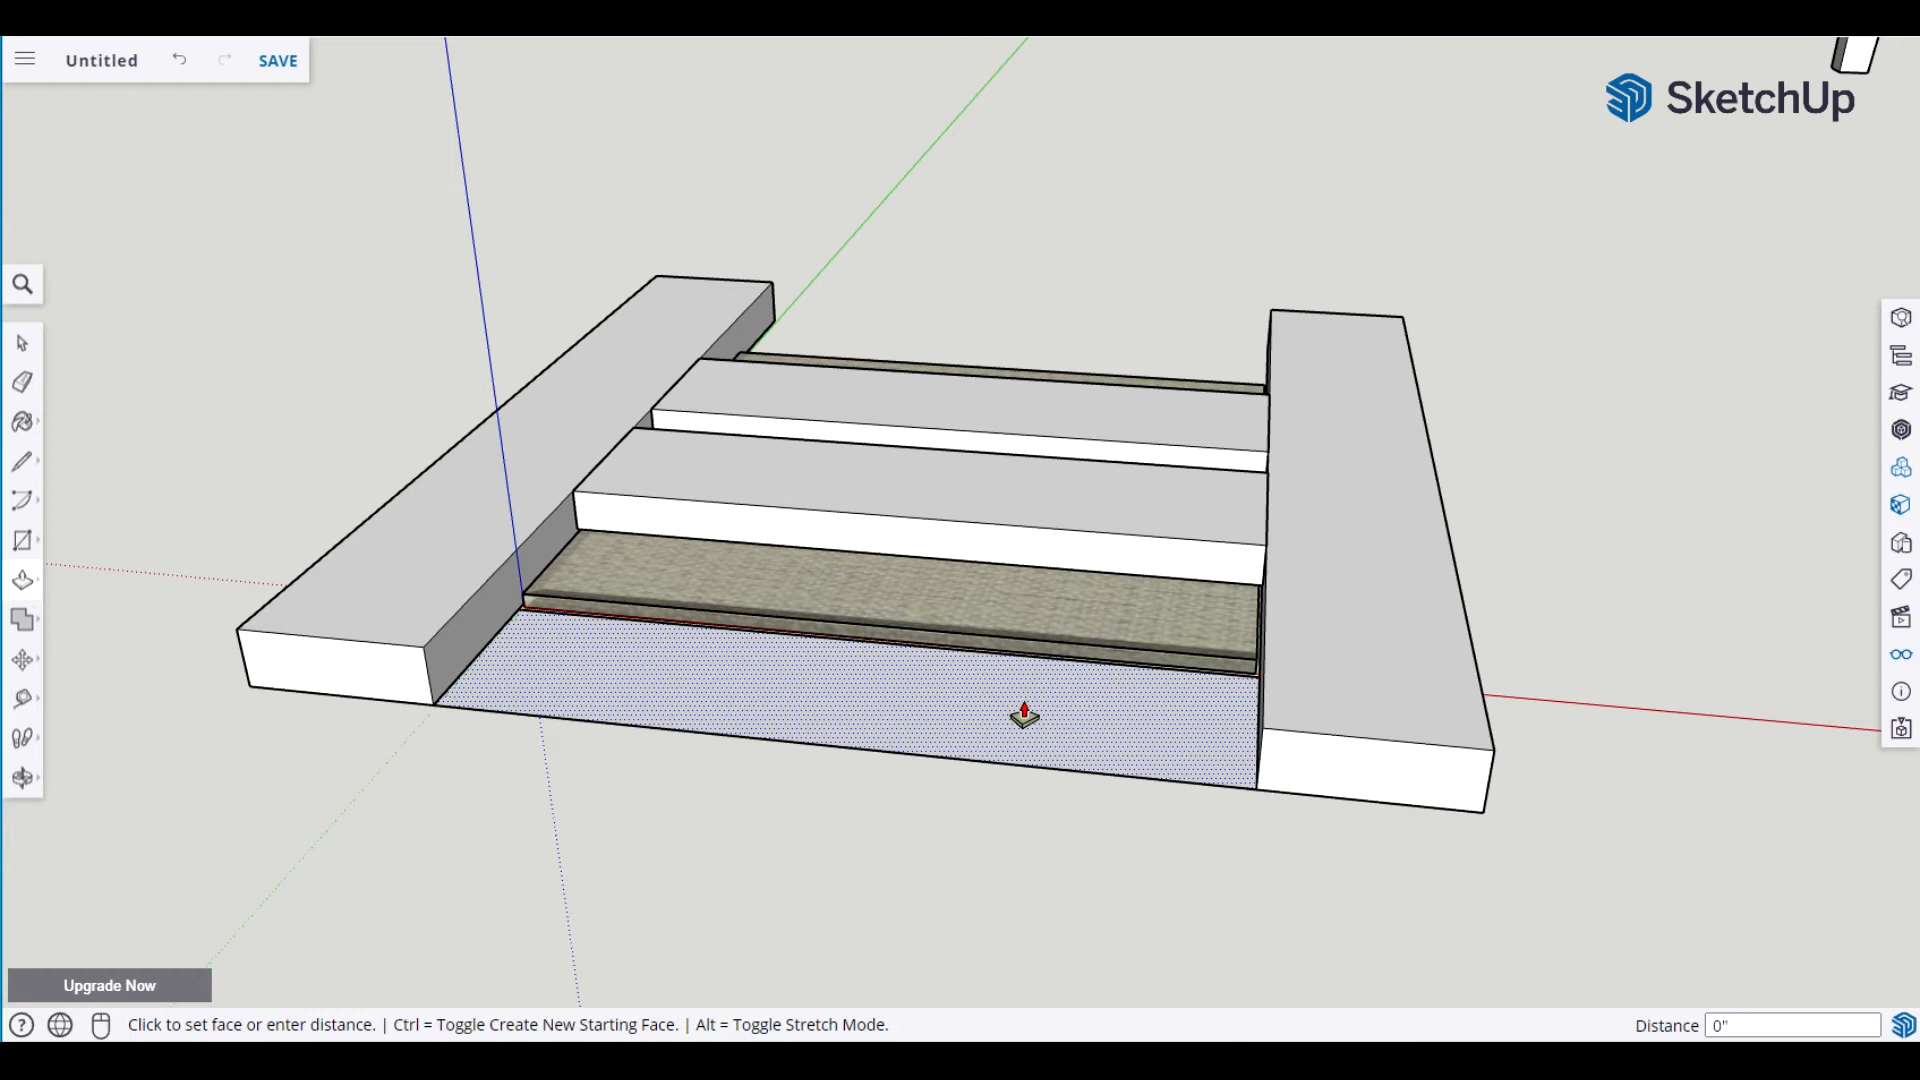 Untitled
SAVE
SketchUp
Upgrade Now
Click to set face or enter distance. | Ctrl = Toggle Create New Starting Face. | Alt = Toggle Stretch Mode.
Distance 0"